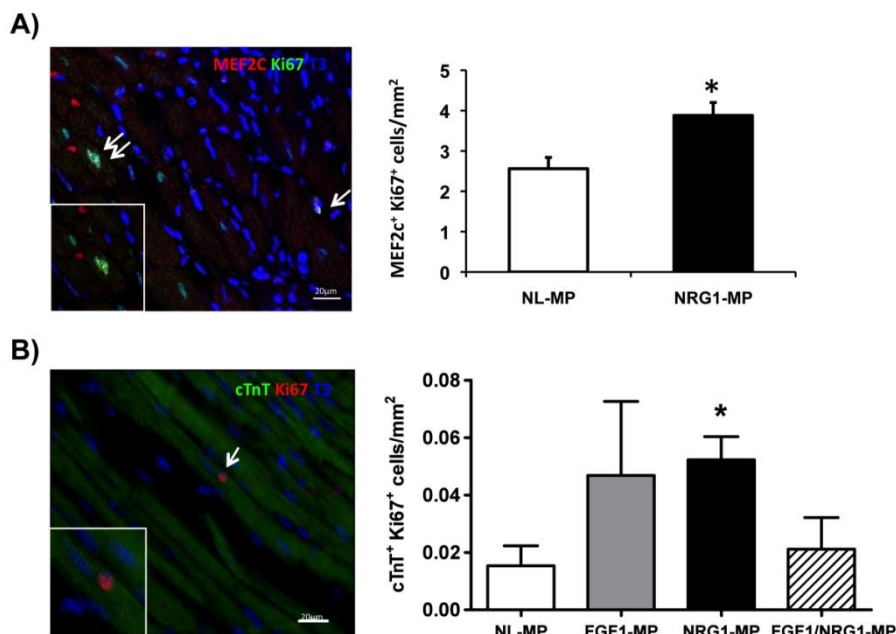 A)
MEF2C Ki67 T3
20µm
MEF2c⁺ Ki67⁺ cells/mm²
5
4
3
2
1
0
*
NL-MP NRG1-MP
B)
cTnT Ki67 T3
20µm
cTnT⁺ Ki67⁺ cells/mm²
0.08
0.06
0.04
0.02
0.00
*
NL-MP FGF1-MP NRG1-MP FGF1/NRG1-MP